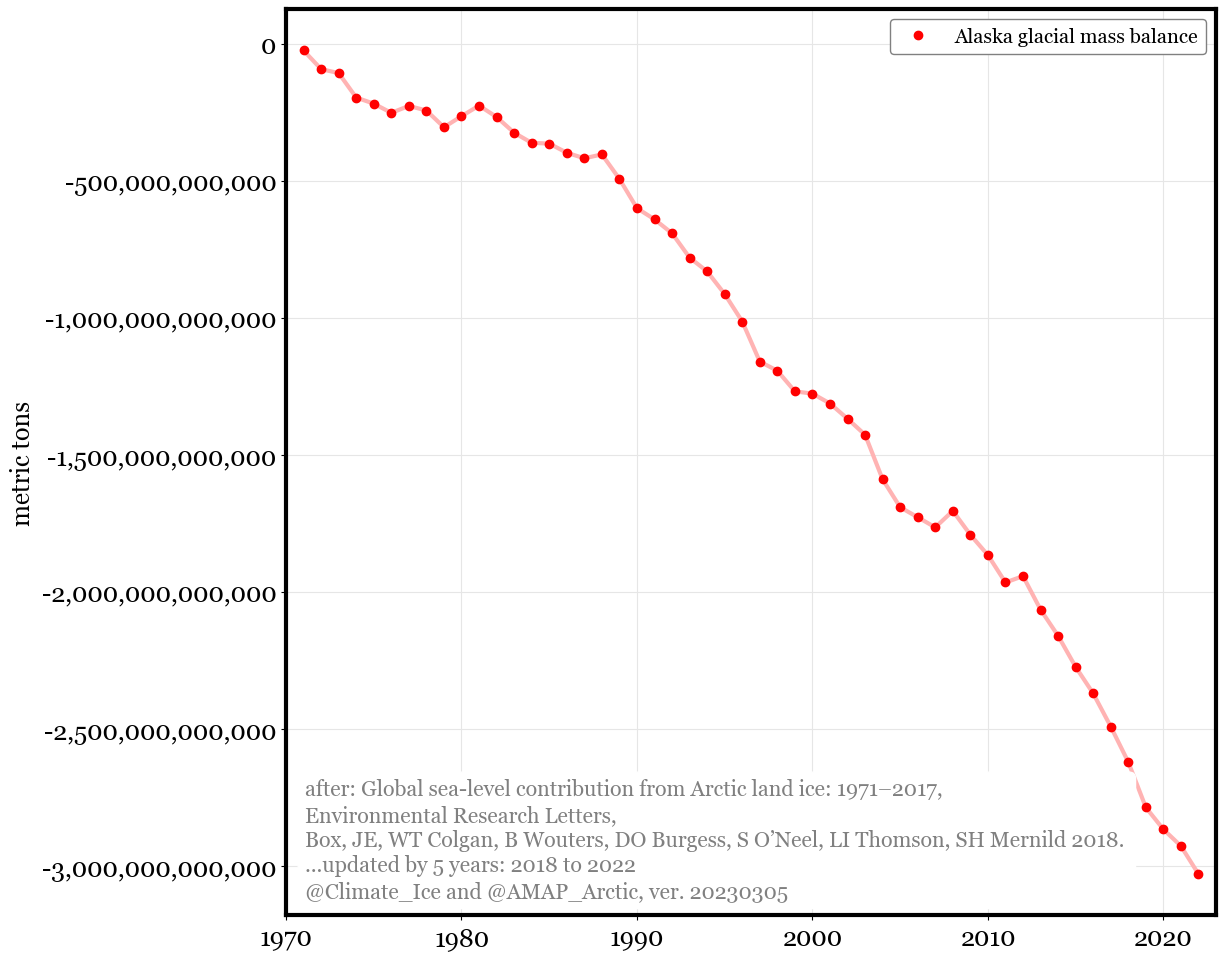 Alaska glacial mass balance
0
-500,000,000,000
-1,000,000,000,000
-1,500,000,000,000
-2,000,000,000,000
-2,500,000,000,000
-3,000,000,000,000
metric tons
after: Global sea-level contribution from Arctic land ice: 1971–2017,
Environmental Research Letters,
Box, JE, WT Colgan, B Wouters, DO Burgess, S O’Neel, LI Thomson, SH Mernild 2018.
...updated by 5 years: 2018 to 2022
@Climate_Ice and @AMAP_Arctic, ver. 20230305
1970 1980 1990 2000 2010 2020